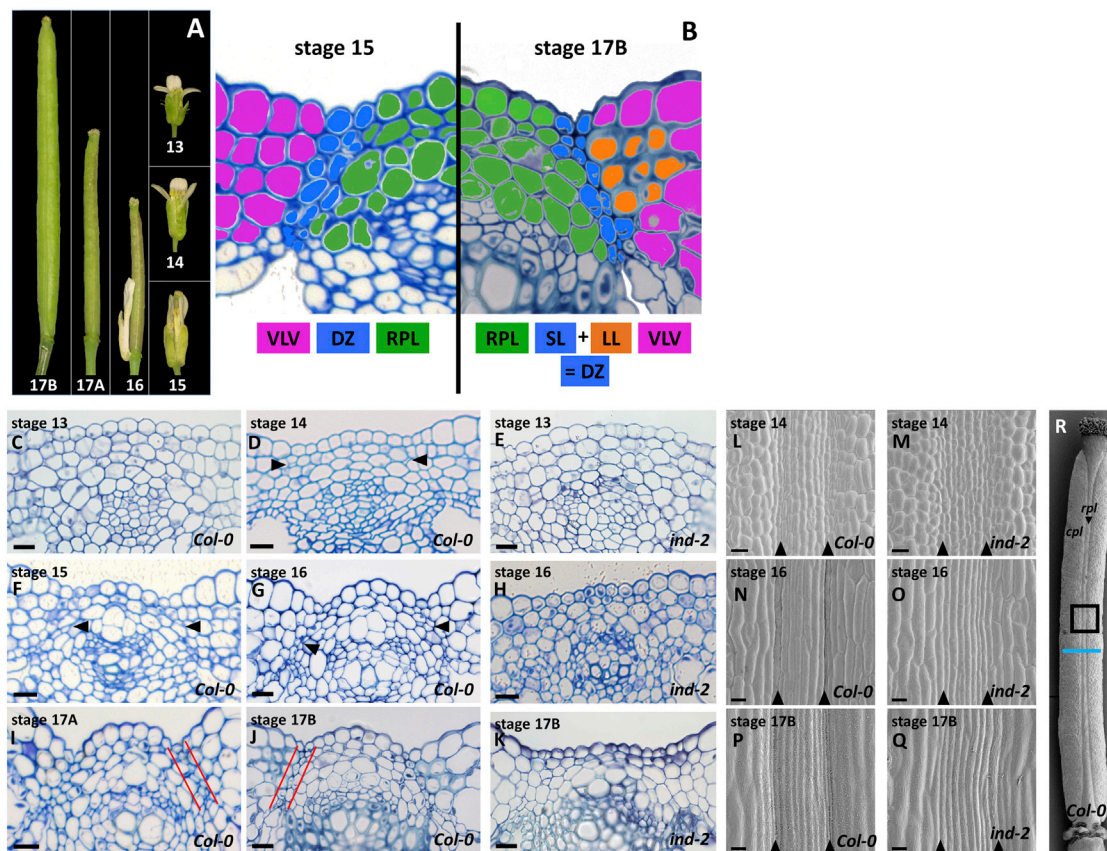 A
13
14
15
17B
17A
16
B
stage 15
stage 17B
VLV
DZ
RPL
RPL
SL
+
LL
VLV
= DZ
stage 13
C
Col-0
stage 14
D
Col-0
stage 13
E
ind-2
stage 14
L
Col-0
stage 14
M
ind-2
R
rpl
cpl
Col-0
stage 15
F
Col-0
stage 16
G
Col-0
stage 16
H
ind-2
stage 16
N
Col-0
stage 16
O
ind-2
stage 17A
I
Col-0
stage 17B
J
Col-0
stage 17B
K
ind-2
stage 17B
P
Col-0
stage 17B
Q
ind-2